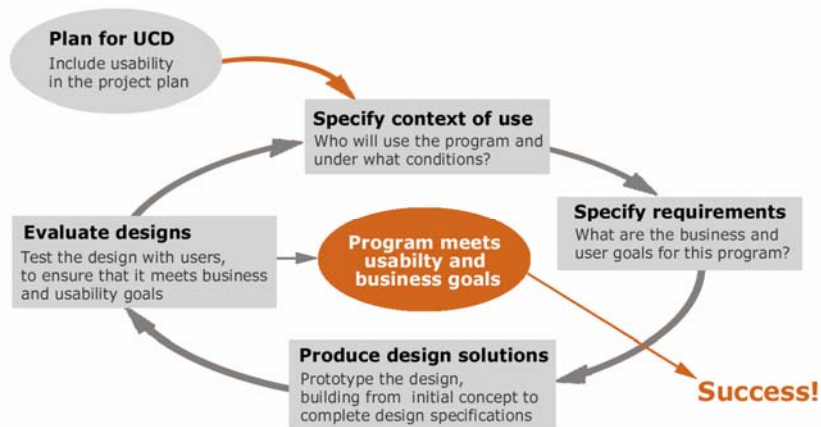 Plan for UCD
Include usability
in the project plan
Specify context of use
Who will use the program and
under what conditions?
Specify requirements
What are the business and
user goals for this program?
Evaluate designs
Test the design with users,
to ensure that it meets business
and usability goals
Program meets
usabilty and
business goals
Produce design solutions
Prototype the design,
building from initial concept to
complete design specifications
Success!